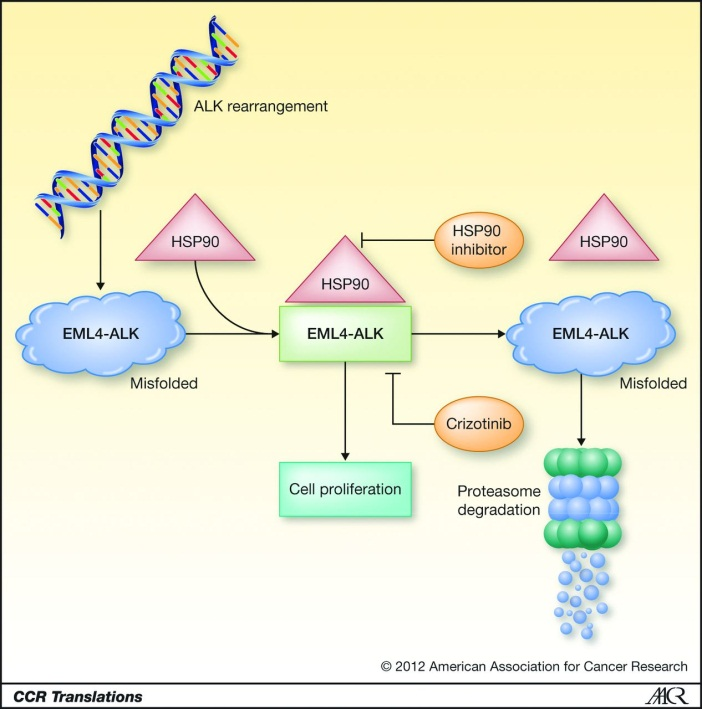 ALK rearrangement
HSP90
HSP90
HSP90
inhibitor
HSP90
EML4-ALK
Misfolded
EML4-ALK
EML4-ALK
Misfolded
Crizotinib
Cell proliferation
Proteasome
degradation
© 2012 American Association for Cancer Research
CCR Translations
AACR